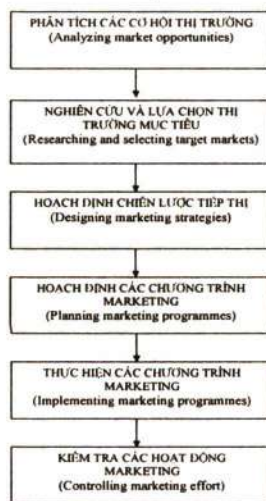 PHÂN TÍCH CÁC CƠ HỘI THỊ TRƯỜNG
(Analyzing market opportunities)
NGHIÊN CỨU VÀ LỰA CHỌN THỊ
TRƯỜNG MỤC TIÊU
(Researching and selecting target markets)
HOẠCH ĐỊNH CHIẾN LƯỢC TIẾP THỊ
(Designing marketing strategies)
HOẠCH ĐỊNH CÁC CHƯƠNG TRÌNH
MARKETING
(Planning marketing programmes)
THỰC HIỆN CÁC CHƯƠNG TRÌNH
MARKETING
(Implementing marketing programmes)
KIỂM TRA CÁC HOẠT ĐỘNG
MARKETING
(Controlling marketing effort)